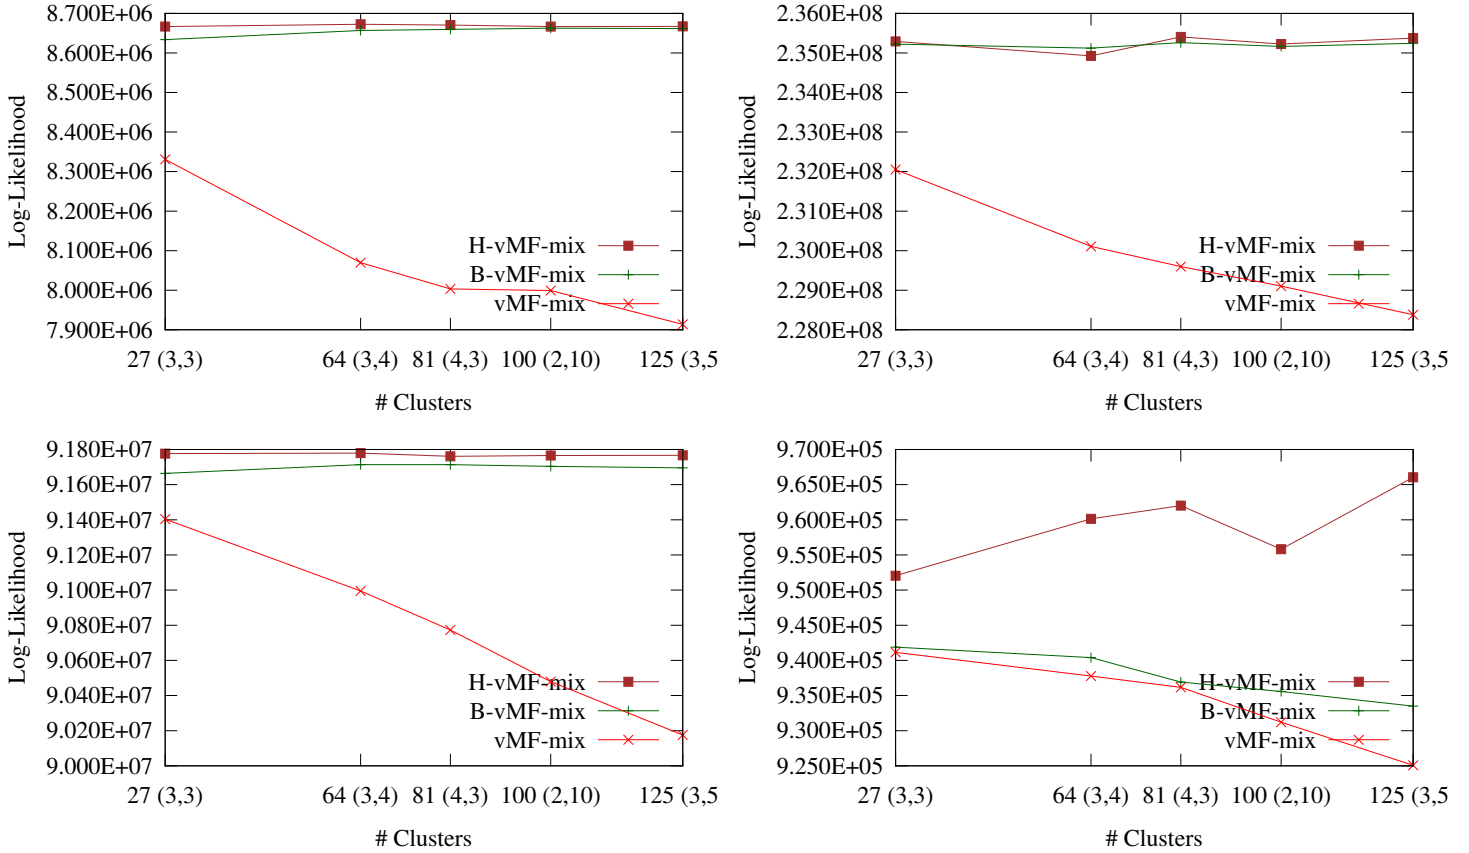 8.700E+06
8.600E+06
8.500E+06
8.400E+06
8.300E+06
8.200E+06
8.100E+06
8.000E+06
7.900E+06
Log-Likelihood
H-vMF-mix
B-vMF-mix
vMF-mix
27 (3,3) 64 (3,4) 81 (4,3) 100 (2,10) 125 (3,5
# Clusters
2.360E+08
2.350E+08
2.340E+08
2.330E+08
2.320E+08
2.310E+08
2.300E+08
2.290E+08
2.280E+08
Log-Likelihood
H-vMF-mix
B-vMF-mix
vMF-mix
27 (3,3) 64 (3,4) 81 (4,3) 100 (2,10) 125 (3,5
# Clusters
9.180E+07
9.160E+07
9.140E+07
9.120E+07
9.100E+07
9.080E+07
9.060E+07
9.040E+07
9.020E+07
9.000E+07
Log-Likelihood
H-vMF-mix
B-vMF-mix
vMF-mix
27 (3,3) 64 (3,4) 81 (4,3) 100 (2,10) 125 (3,5
# Clusters
9.700E+05
9.650E+05
9.600E+05
9.550E+05
9.500E+05
9.450E+05
9.400E+05
9.350E+05
9.300E+05
9.250E+05
Log-Likelihood
H-vMF-mix
B-vMF-mix
vMF-mix
27 (3,3) 64 (3,4) 81 (4,3) 100 (2,10) 125 (3,5
# Clusters